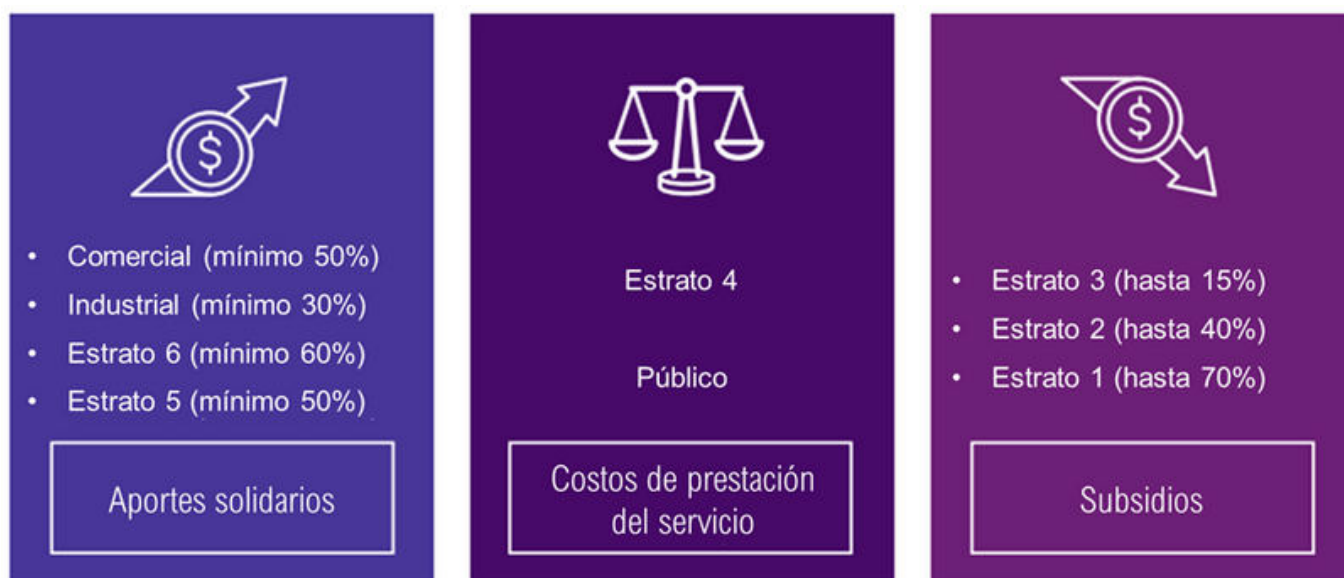 $
• Comercial (mínimo 50%)
• Industrial (mínimo 30%)
• Estrato 6 (mínimo 60%)
• Estrato 5 (mínimo 50%)
Aportes solidarios
Estrato 4
Público
Costos de prestación
del servicio
$
• Estrato 3 (hasta 15%)
• Estrato 2 (hasta 40%)
• Estrato 1 (hasta 70%)
Subsidios